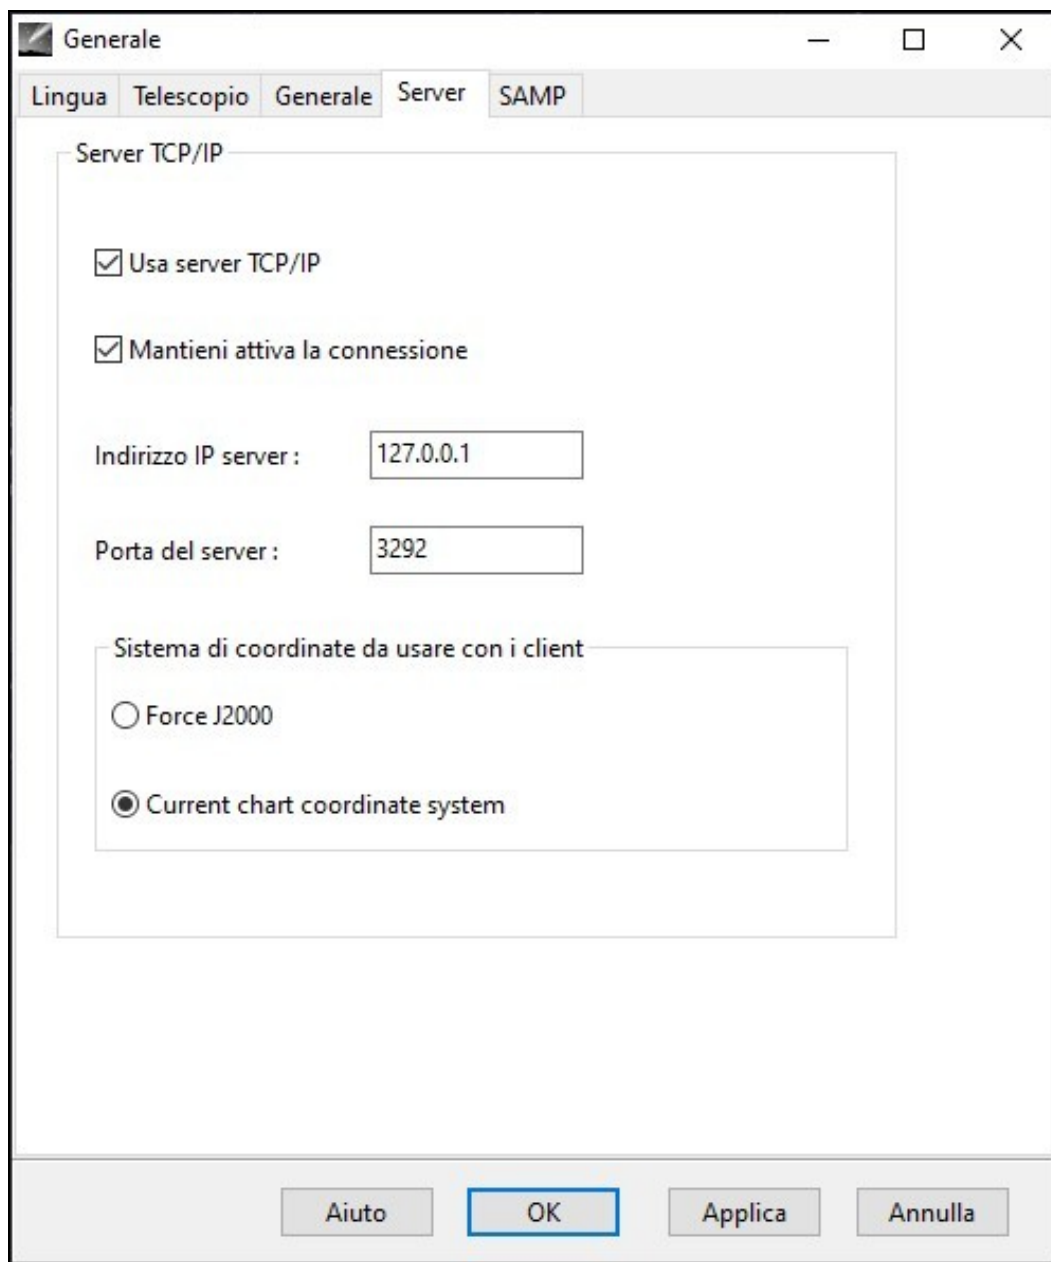 Generale
Lingua Telescopio Generale Server SAMP
Server TCP/IP
Usa server TCP/IP
Mantieni attiva la connessione
Indirizzo IP server : 127.0.0.1
Porta del server : 3292
Sistema di coordinate da usare con i client
Force J2000
Current chart coordinate system
Aiuto OK Applica Annulla